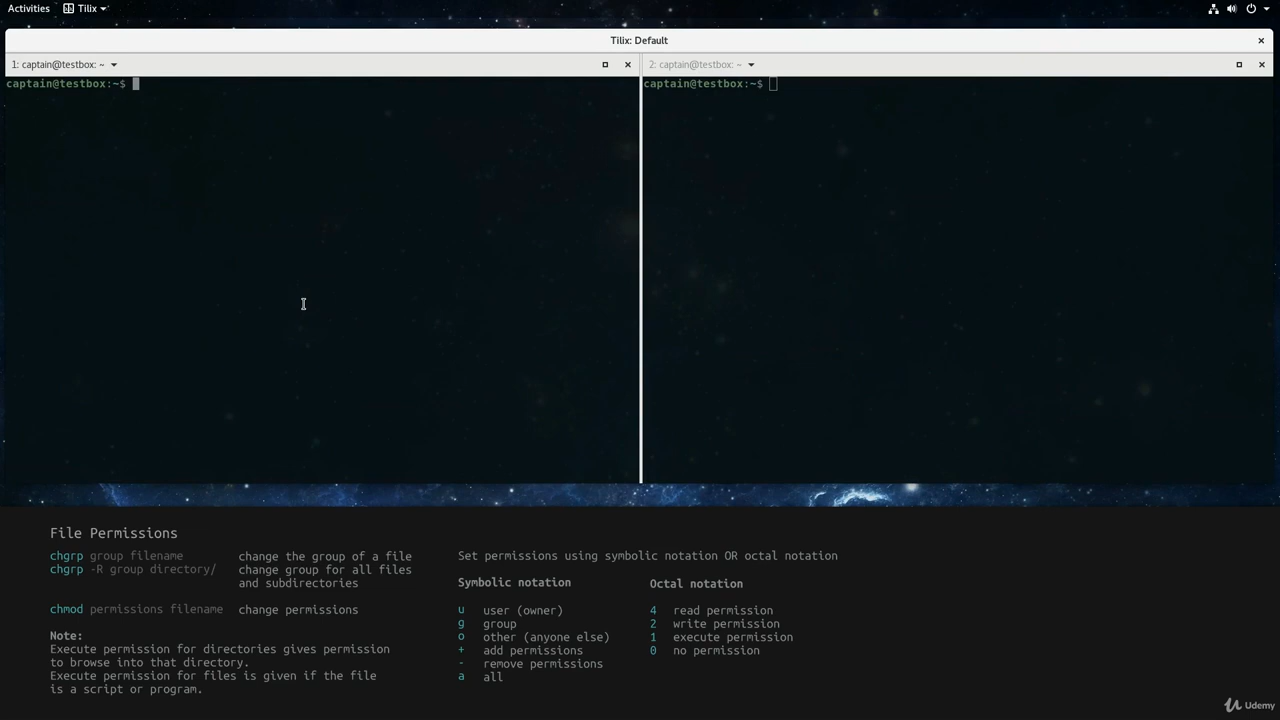 Activities Tilix
Tilix: Default
1: captain@testbox: ~
2: captain@testbox: ~
captain@testbox:~$
captain@testbox:~$
File Permissions
chgrp group filename change the group of a file
chgrp -R group directory/ change group for all files
and subdirectories
chmod permissions filename change permissions
Note:
Execute permission for directories gives permission
to browse into that directory.
Execute permission for files is given if the file
is a script or program.
Set permissions using symbolic notation OR octal notation
Symbolic notation
u user (owner)
g group
o other (anyone else)
+ add permissions
- remove permissions
a all
Octal notation
4 read permission
2 write permission
1 execute permission
0 no permission
Udemy